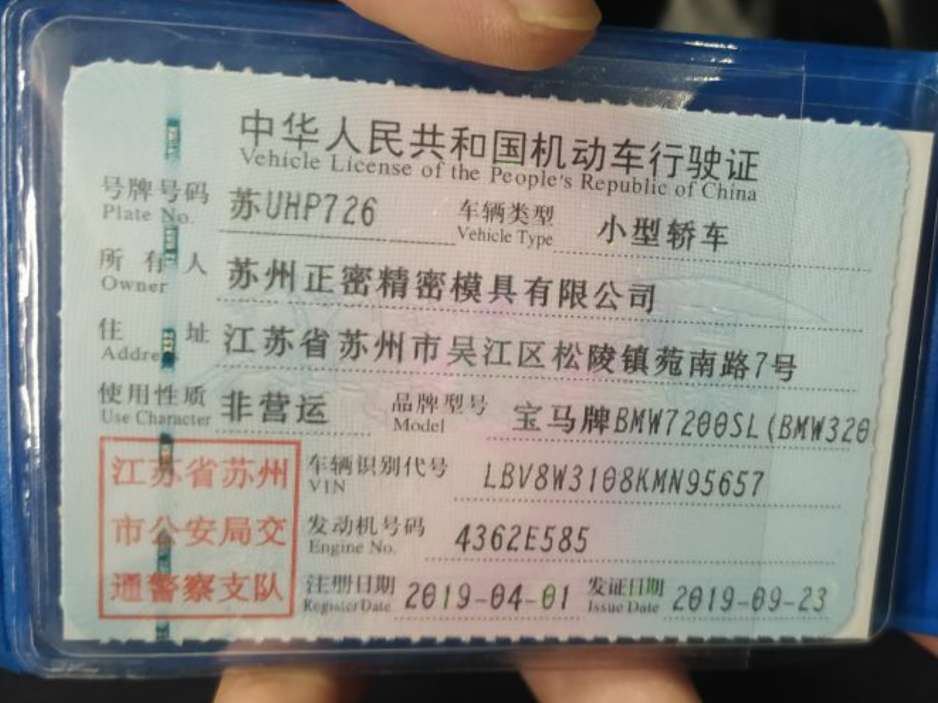 中华人民共和国机动车行驶证
Vehicle License of the People's Republic of China
号牌号码 苏UHP726 车辆类型 小型轿车
Plate No. Vehicle Type
所有人 苏州正密精密模具有限公司
Owner
住址 江苏省苏州市吴江区松陵镇苑南路7号
Addre
使用性质 非营运 品牌型号 宝马牌BMW7200SL(BMW320
Use Character Model
江苏省苏州 车辆识别代号 LBV8W3108KMN95657
VIN
市公安局交 发动机号码 4362E585
Engine No.
通警察支队 注册日期 2019-04-01 发证日期 2019-09-23
Register Date Issue Date